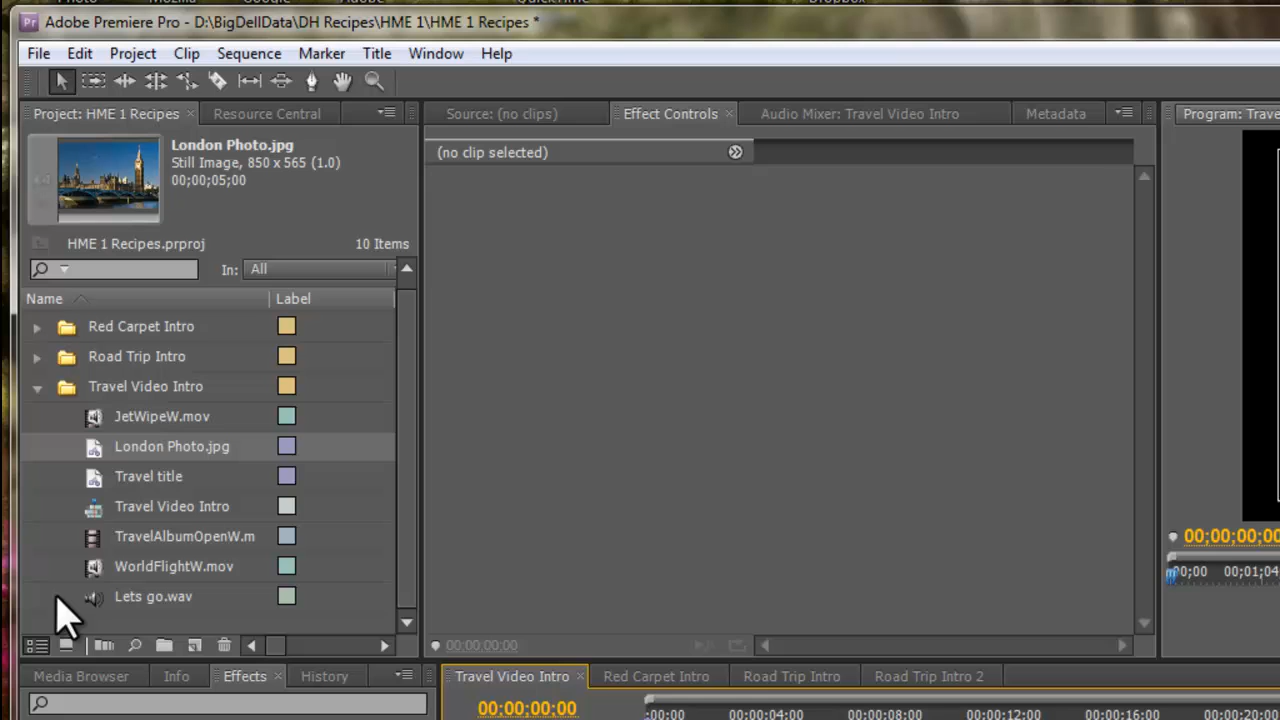 Adobe Premiere Pro - D:\BigDellData\DH Recipes\HME 1\HME 1 Recipes *
File Edit Project Clip Sequence Marker Title Window Help
Project: HME 1 Recipes × Resource Central
Source: (no clips) Effect Controls × Audio Mixer: Travel Video Intro Metadata
Program: Trave
London Photo.jpg
Still Image, 850 x 565 (1.0)
00;00;05;00
(no clip selected)
HME 1 Recipes.prproj 10 Items
In: All
Name Label
Red Carpet Intro
Road Trip Intro
Travel Video Intro
JetWipeW.mov
London Photo.jpg
Travel title
Travel Video Intro
TravelAlbumOpenW.m
WorldFlightW.mov
Lets go.wav
00;00;00;00
00;00;00;00
00;00 00;01;04
Media Browser Info Effects × History
Travel Video Intro × Red Carpet Intro Road Trip Intro Road Trip Intro 2
00;00;00;00
;00;00 00;00;04;00 00;00;08;00 00;00;12;00 00;00;16;00 00;00;20;00